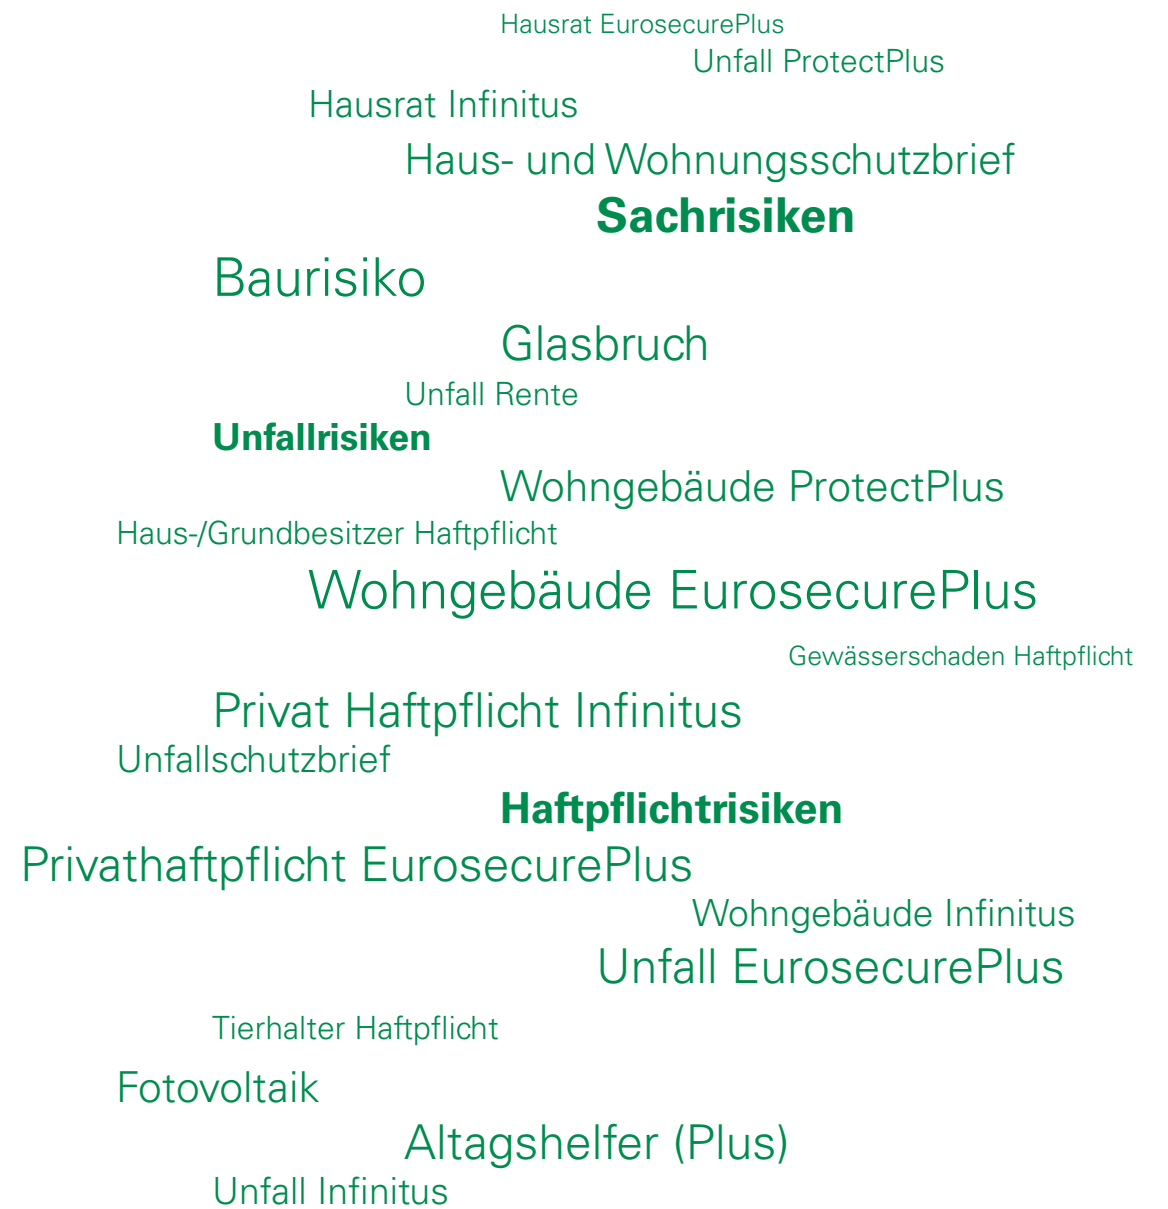 Hausrat EurosecurePlus
Unfall ProtectPlus
Hausrat Infinitus
Haus- und Wohnungsschutzbrief
Sachrisiken
Baurisiko
Glasbruch
Unfall Rente
Unfallrisiken
Wohngebäude ProtectPlus
Haus-/Grundbesitzer Haftpflicht
Wohngebäude EurosecurePlus
Gewässerschaden Haftpflicht
Privat Haftpflicht Infinitus
Unfallschutzbrief
Haftpflichtrisiken
Privathaftpflicht EurosecurePlus
Wohngebäude Infinitus
Unfall EurosecurePlus
Tierhalter Haftpflicht
Fotovoltaik
Altagshelfer (Plus)
Unfall Infinitus